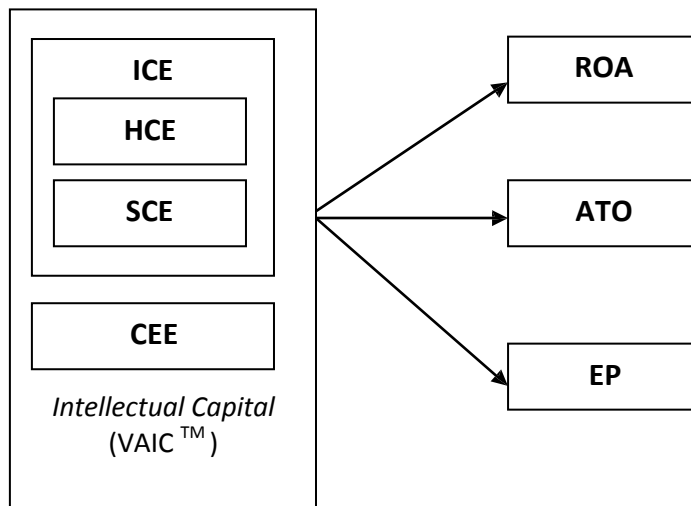 ICE
HCE
SCE
CEE
Intellectual Capital
(VAIC TM )
ROA
ATO
EP